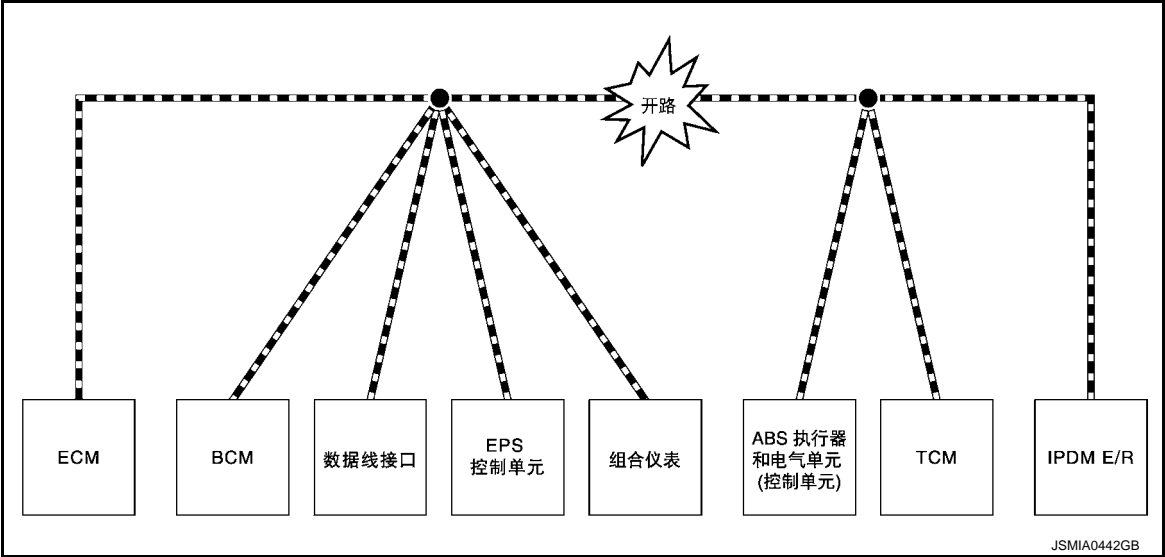 开路
ECM
BCM
数据线接口
EPS
控制单元
组合仪表
ABS 执行器
和电气单元
(控制单元)
TCM
IPDM E/R
JSMIA0442GB